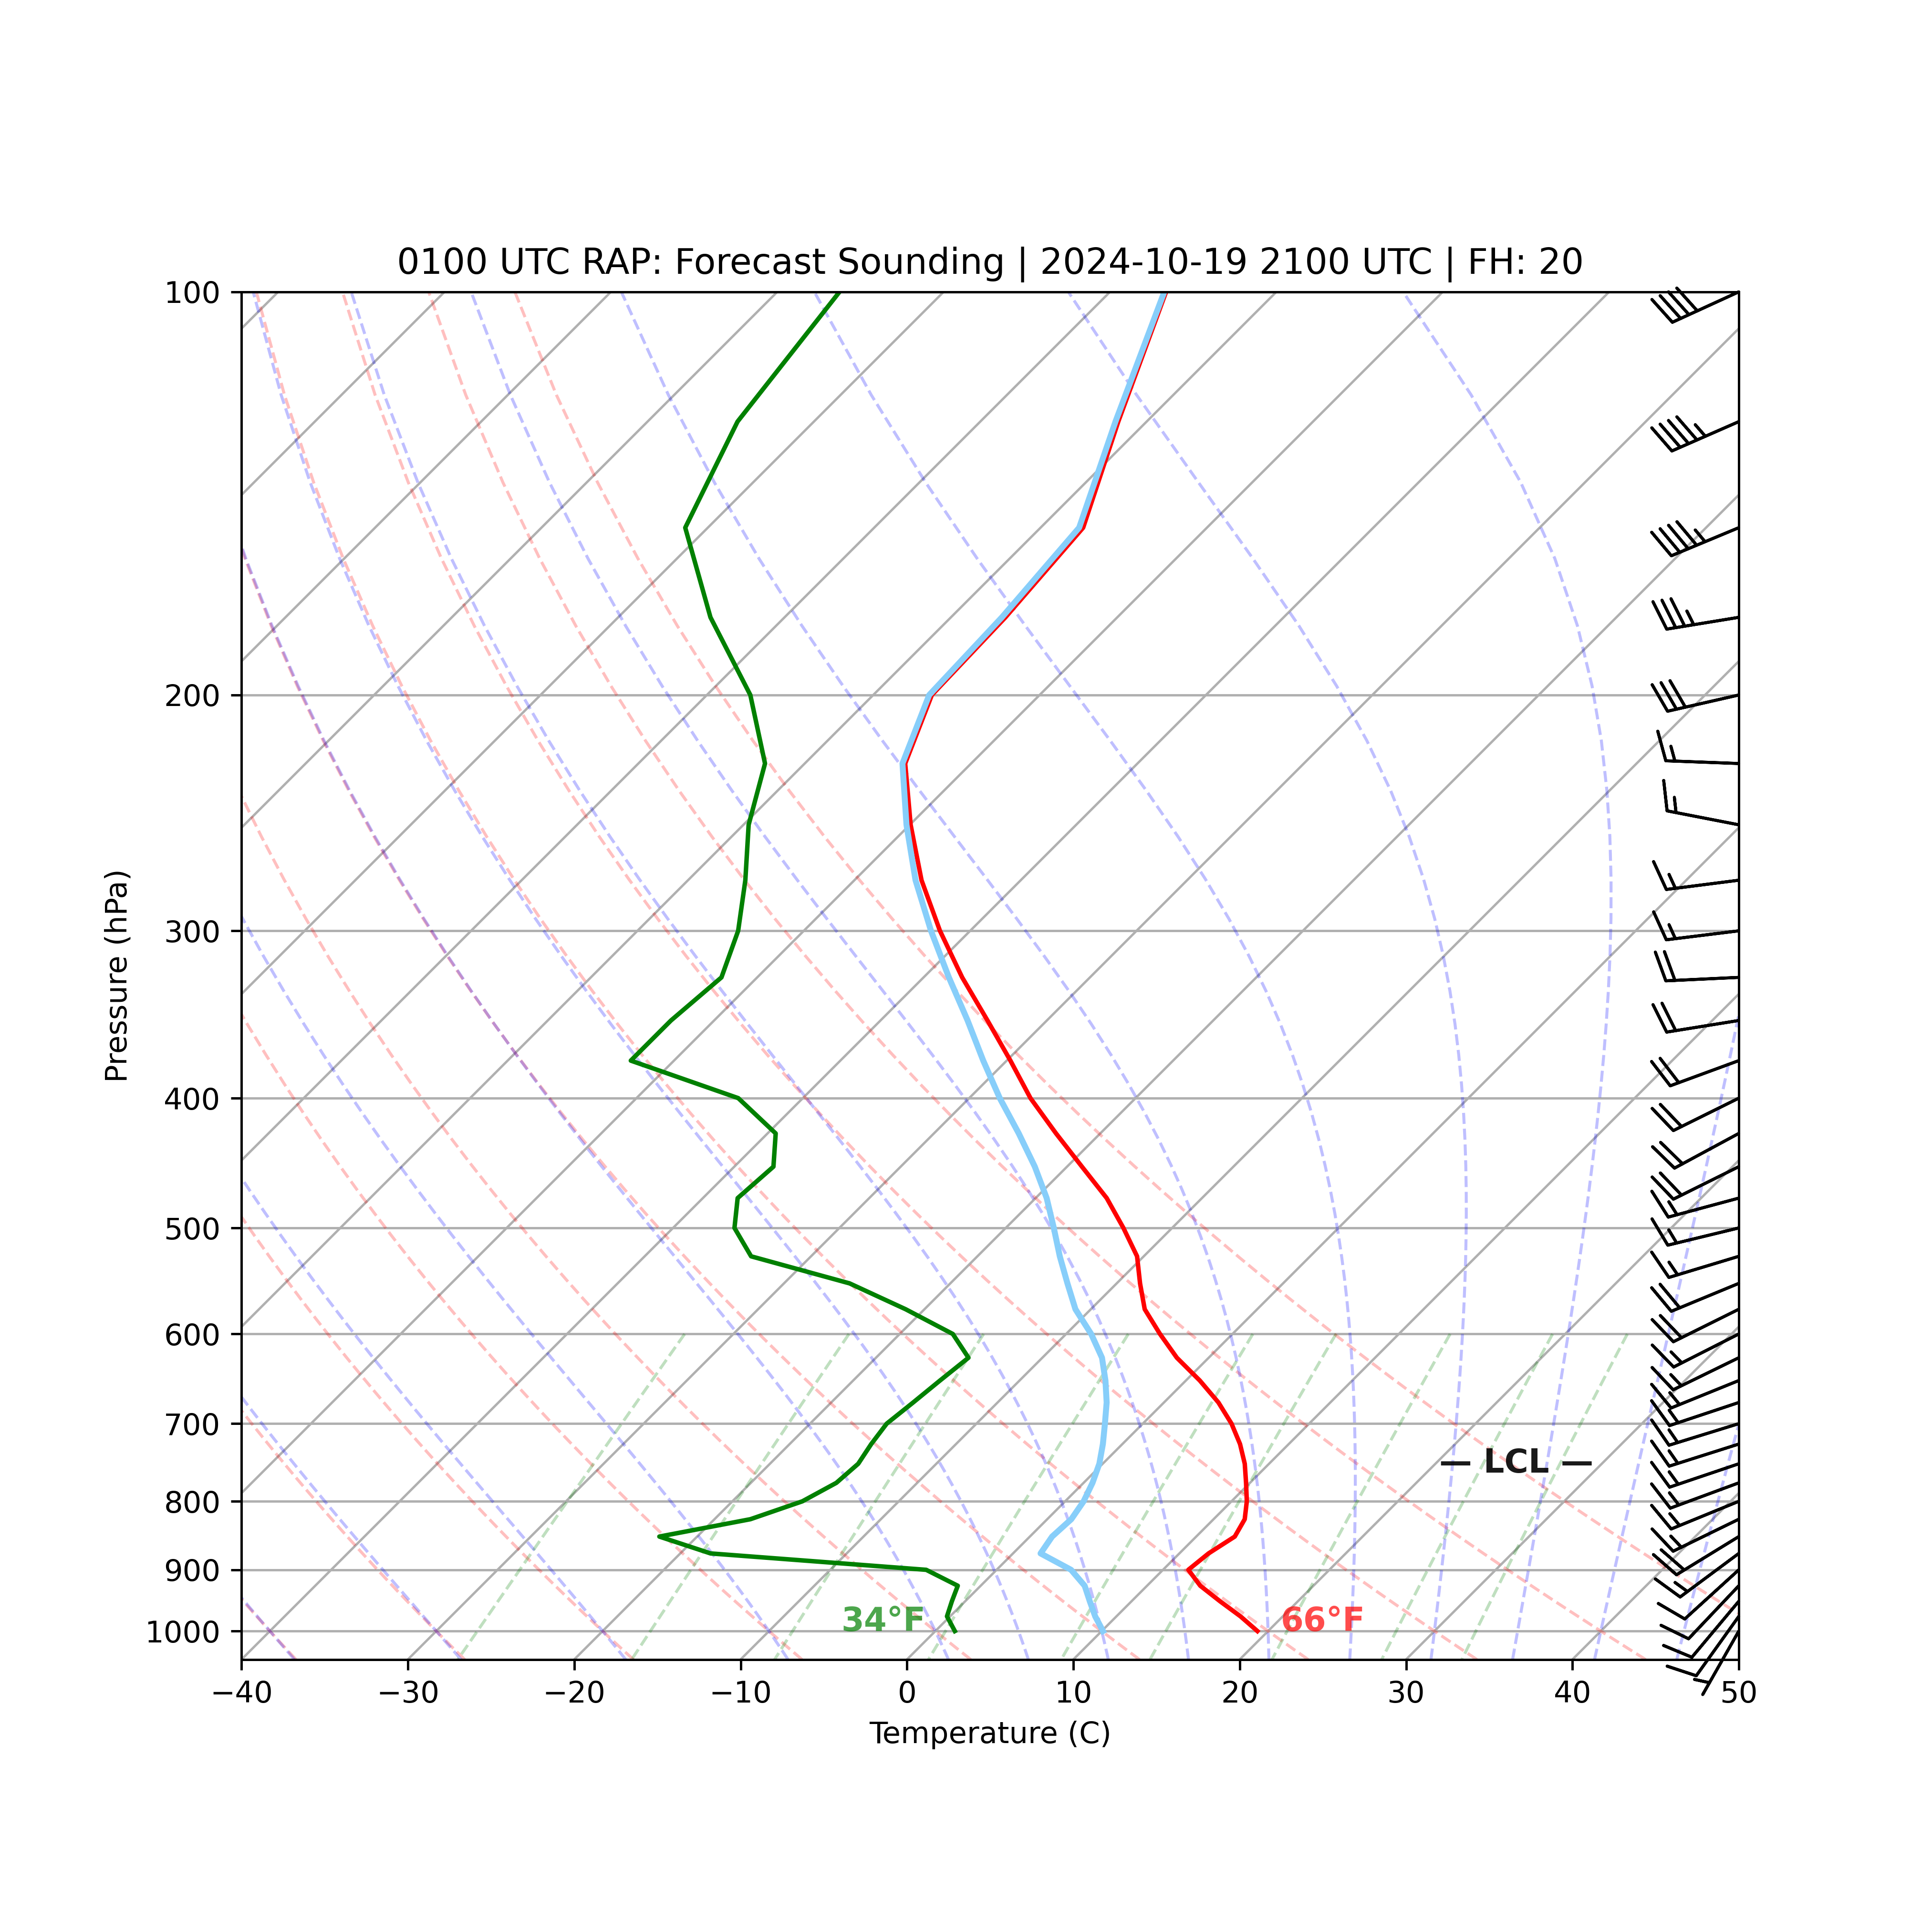 0100 UTC RAP: Forecast Sounding | 2024-10-19 2100 UTC | FH: 20
100
200
300
400
500
600
700
800
900
1000
Pressure (hPa)
— LCL —
34°F
66°F
−40 −30 −20 −10 0 10 20 30 40 50
Temperature (C)